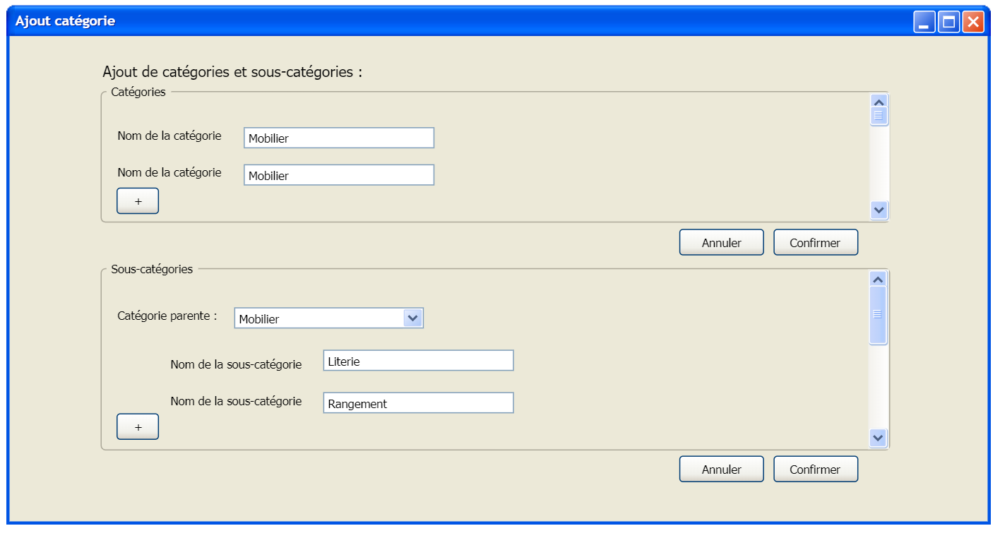 Ajout catégorie
Ajout de catégories et sous-catégories :
Catégories
Nom de la catégorie
Mobilier
Nom de la catégorie
Mobilier
+
Annuler
Confirmer
Sous-catégories
Catégorie parente :
Mobilier
Nom de la sous-catégorie
Literie
Nom de la sous-catégorie
Rangement
+
Annuler
Confirmer